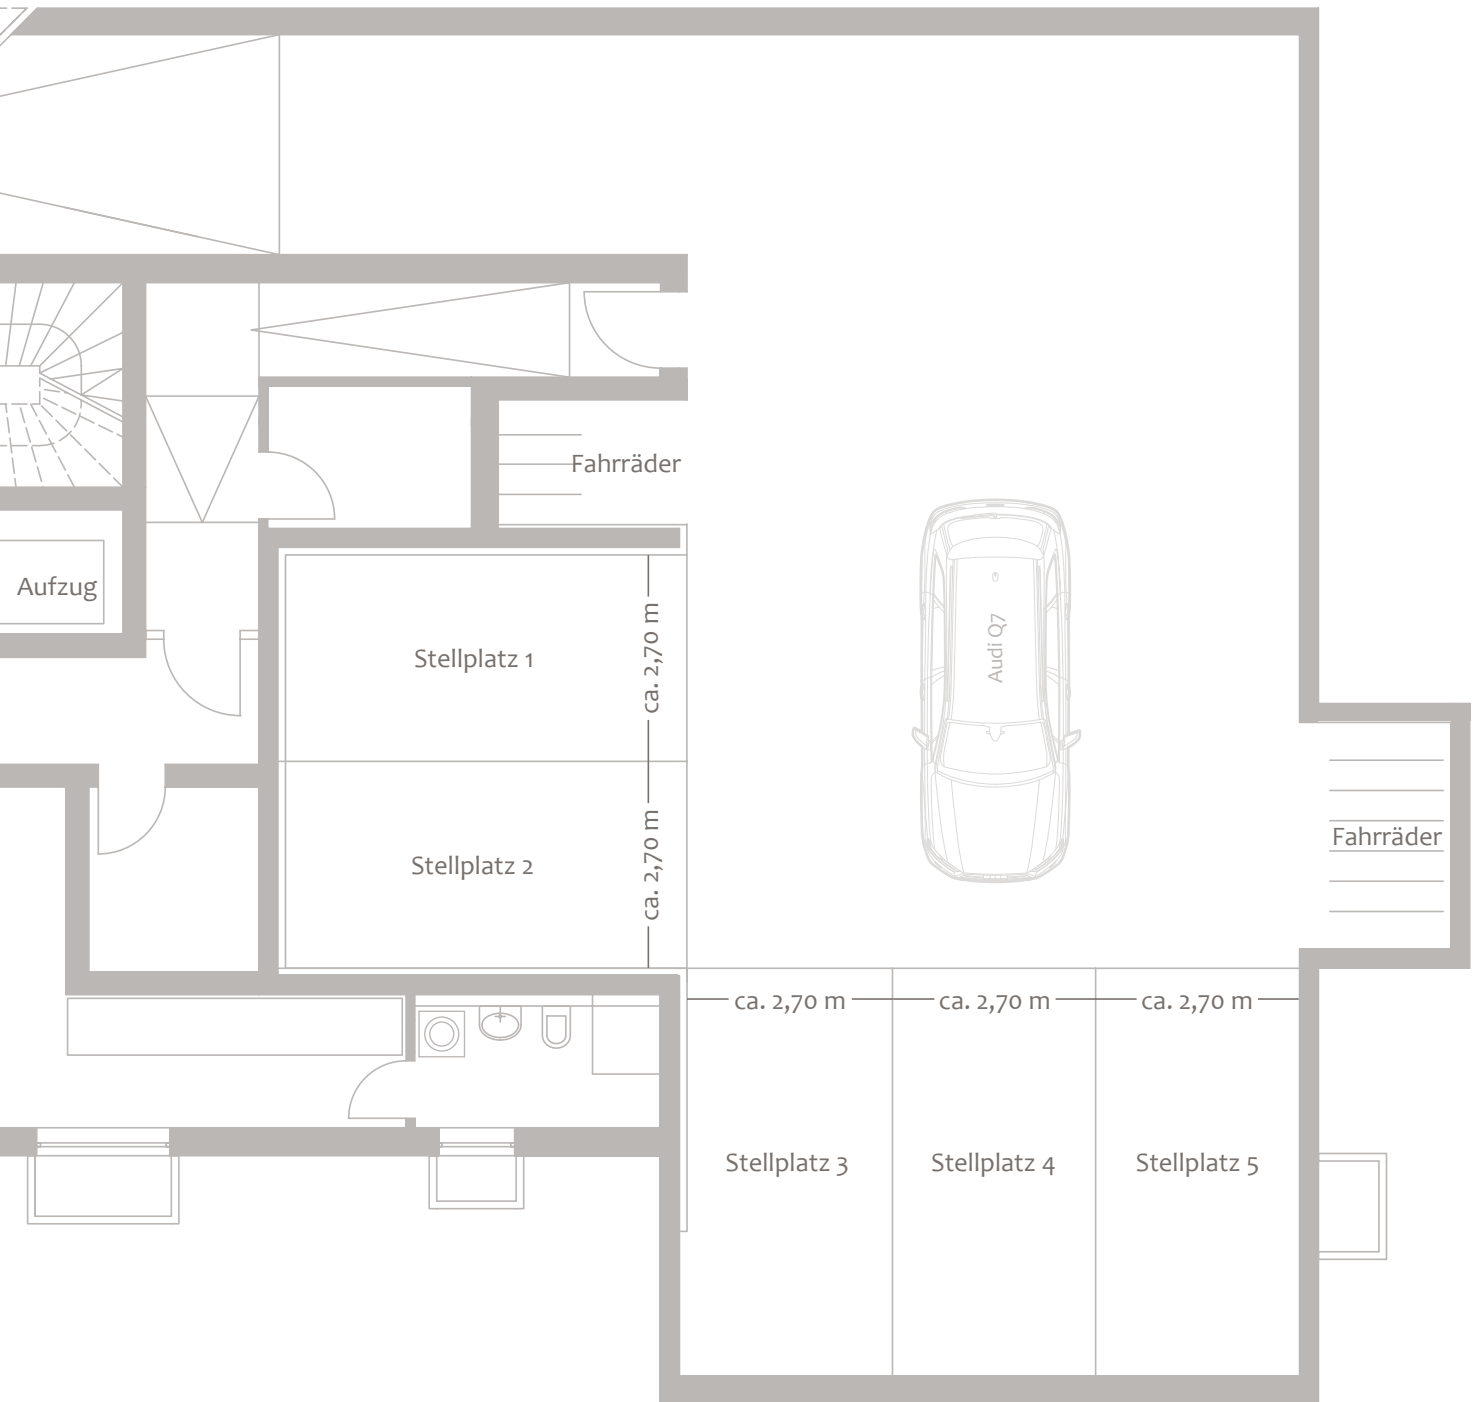 Fahrräder
Aufzug
Stellplatz 1
ca. 2,70 m
Audi Q7
Stellplatz 2
ca. 2,70 m
Fahrräder
ca. 2,70 m
ca. 2,70 m
ca. 2,70 m
Stellplatz 3
Stellplatz 4
Stellplatz 5